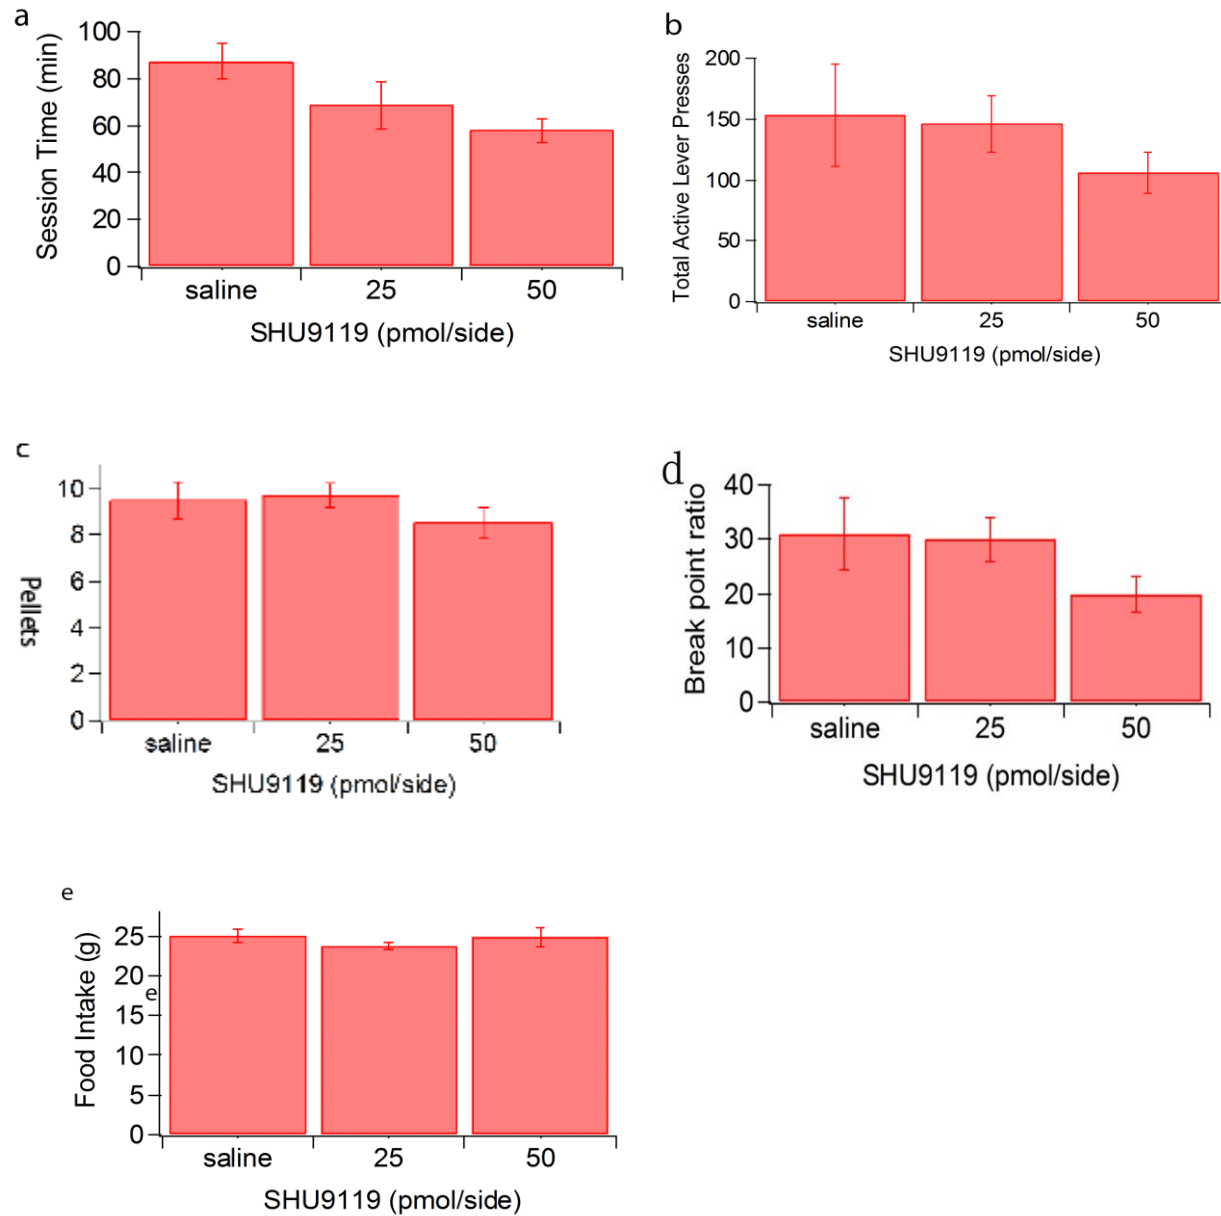 a
Session Time (min)
100
80
60
40
20
0
saline 25 50
SHU9119 (pmol/side)
b
Total Active Lever Presses
200
150
100
50
0
saline 25 50
SHU9119 (pmol/side)
c
Pellets
10
8
6
4
2
0
saline 25 50
SHU9119 (pmol/side)
d
Break point ratio
40
30
20
10
0
saline 25 50
SHU9119 (pmol/side)
e
Food Intake (g)
25
20
e
15
10
5
0
saline 25 50
SHU9119 (pmol/side)